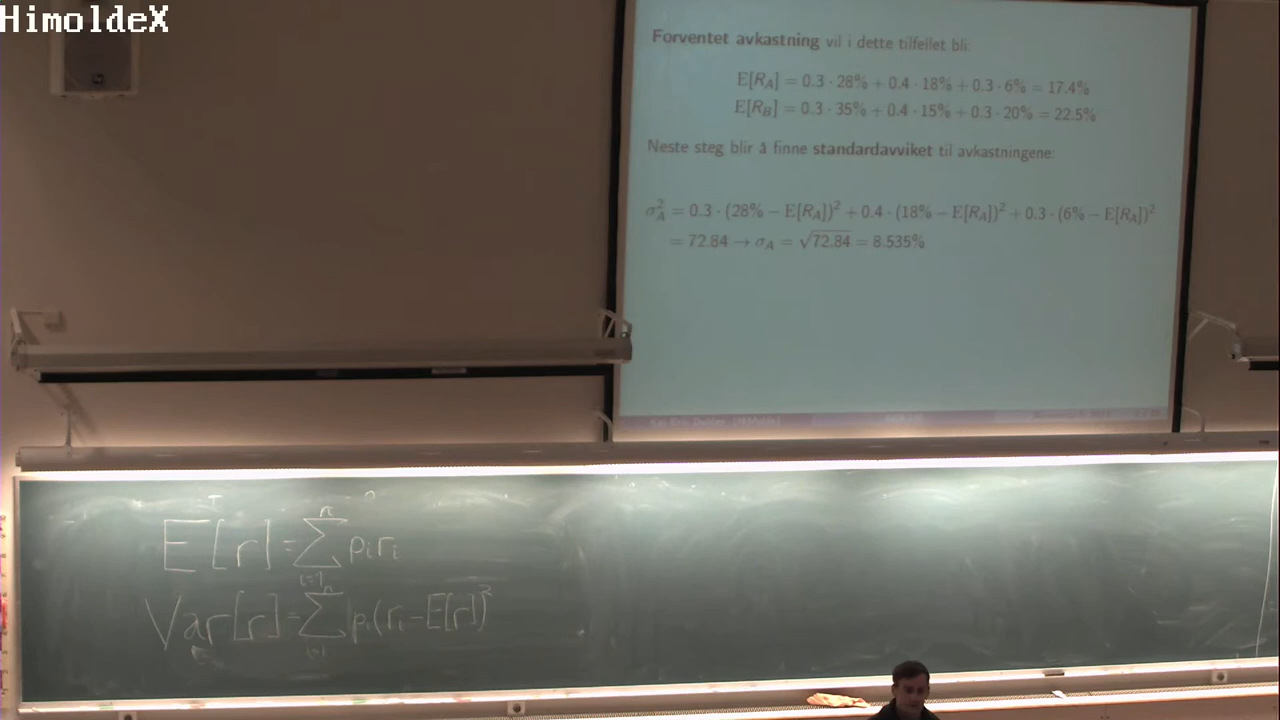 HimoldeX
Forventet avkastning vil i dette tilfellet bli:
E[R_A] = 0.3 · 28% + 0.4 · 18% + 0.3 · 6% = 17.4%
E[R_B] = 0.3 · 35% + 0.4 · 15% + 0.3 · 20% = 22.5%
Neste steg blir å finne standardavviket til avkastningene:
σ_A^2 = 0.3 · (28% − E[R_A])^2 + 0.4 · (18% − E[R_A])^2 + 0.3 · (6% − E[R_A])^2
= 72.84 → σ_A = √72.84 = 8.535%
E[r] = ∑_{i=1}^{n} p_i r_i
Var[r] = ∑_{i=1}^{n} p_i (r_i − E[r])^2